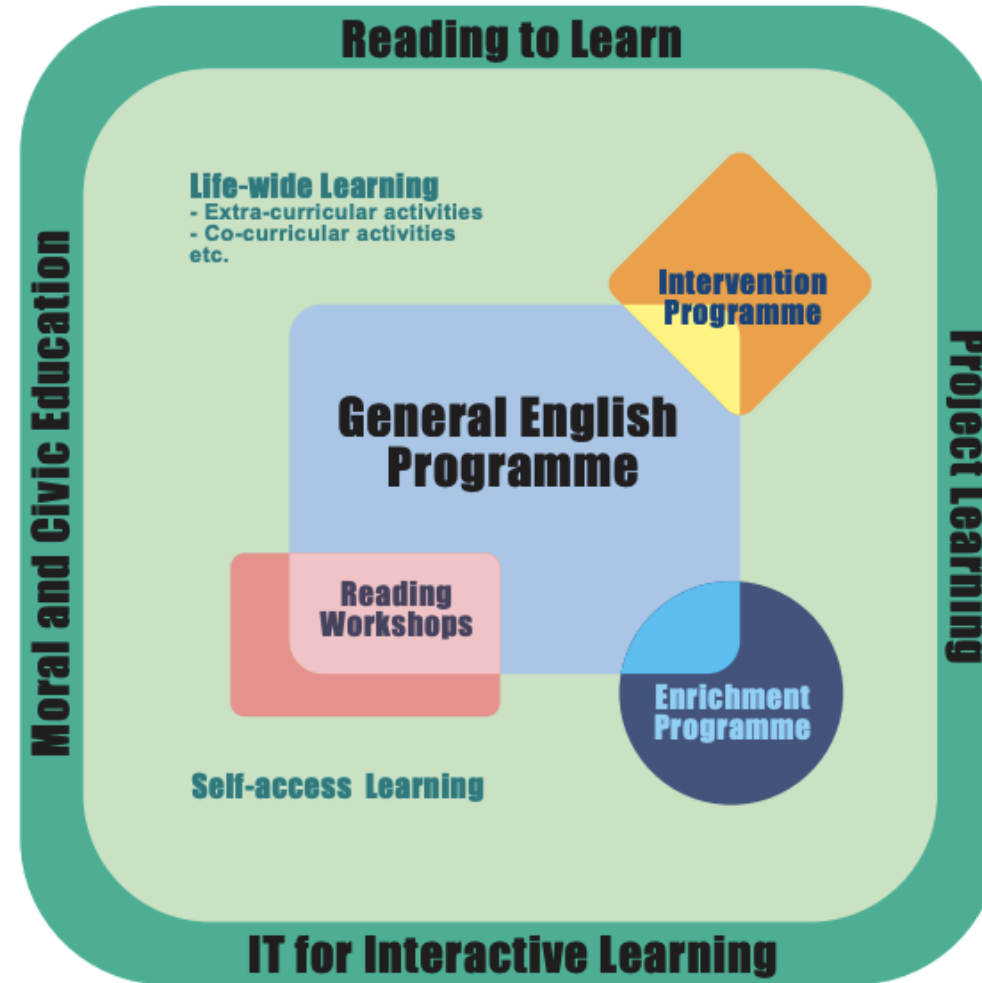 Reading to Learn
Life-wide Learning
- Extra-curricular activities
- Co-curricular activities
etc.
Intervention
Programme
General English
Programme
Moral and Civic Education
Project Learning
Reading
Workshops
Enrichment
Programme
Self-access Learning
IT for Interactive Learning